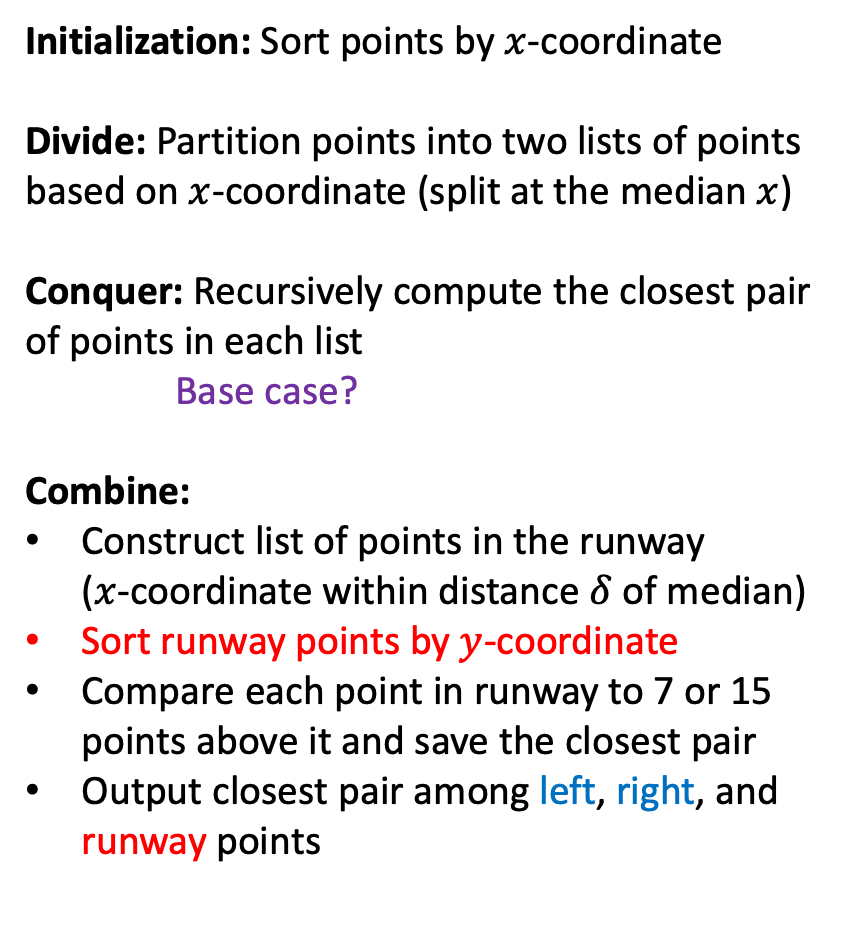 Initialization: Sort points by x-coordinate
Divide: Partition points into two lists of points
based on x-coordinate (split at the median x)
Conquer: Recursively compute the closest pair
of points in each list
Base case?
Combine:
• Construct list of points in the runway
(x-coordinate within distance δ of median)
• Sort runway points by y-coordinate
• Compare each point in runway to 7 or 15
points above it and save the closest pair
• Output closest pair among left, right, and
runway points